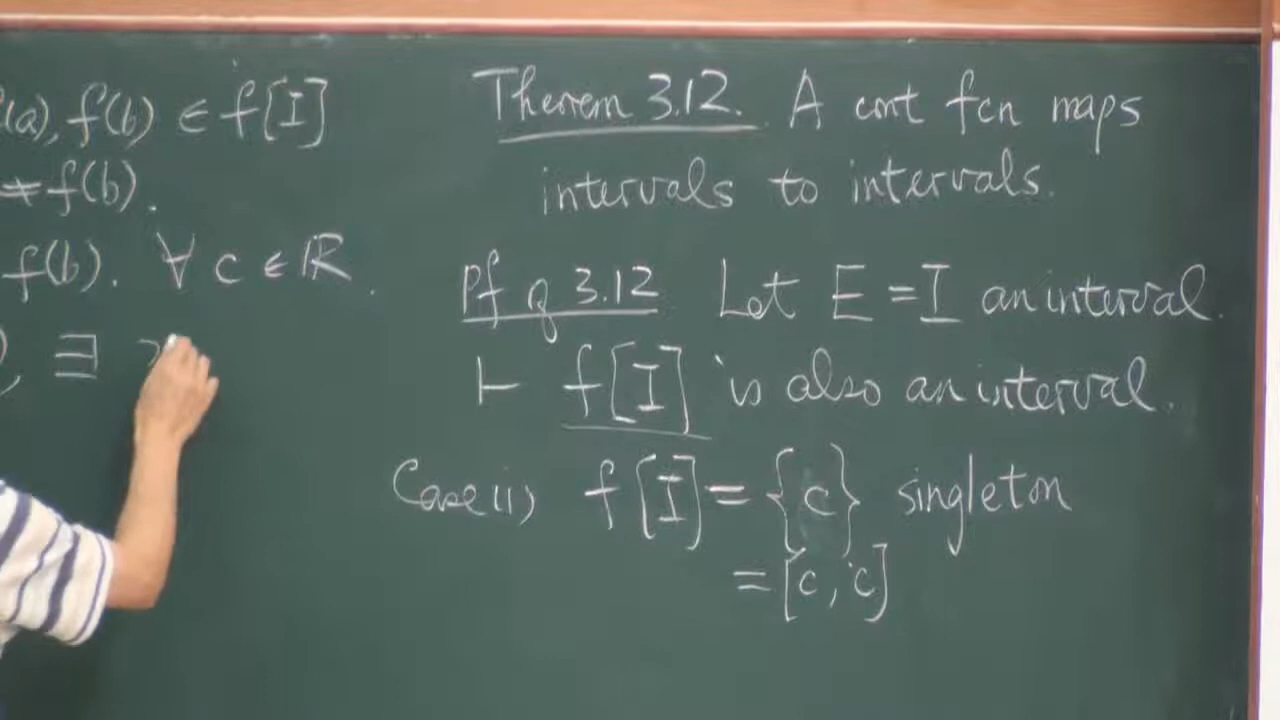 (a), f(b) ∈ f[I]
≠ f(b).
f(b). ∀ c ∈ ℝ.
), ∃
Theorem 3.12. A cont fcn maps
intervals to intervals.
Pf of 3.12 Let E = I an interval.
⊢ f[I] is also an interval.
Case (1) f[I] = {c} singleton
= [c, c]